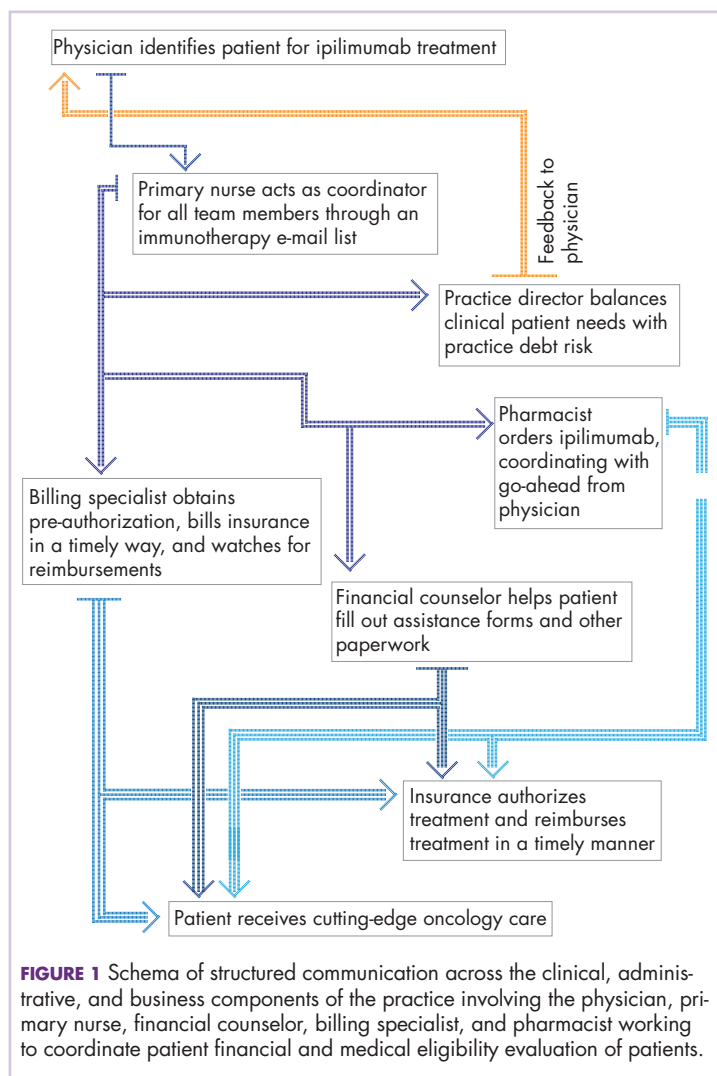 Physician identifies patient for ipilimumab treatment
Primary nurse acts as coordinator
for all team members through an
immunotherapy e-mail list
Feedback to
physician
Practice director balances
clinical patient needs with
practice debt risk
Pharmacist
orders ipilimumab,
coordinating with
go-ahead from
physician
Billing specialist obtains
pre-authorization, bills insurance
in a timely way, and watches for
reimbursements
Financial counselor helps patient
fill out assistance forms and other
paperwork
Insurance authorizes
treatment and reimburses
treatment in a timely manner
Patient receives cutting-edge oncology care
FIGURE 1 Schema of structured communication across the clinical, adminis-
trative, and business components of the practice involving the physician, pri-
mary nurse, financial counselor, billing specialist, and pharmacist working
to coordinate patient financial and medical eligibility evaluation of patients.